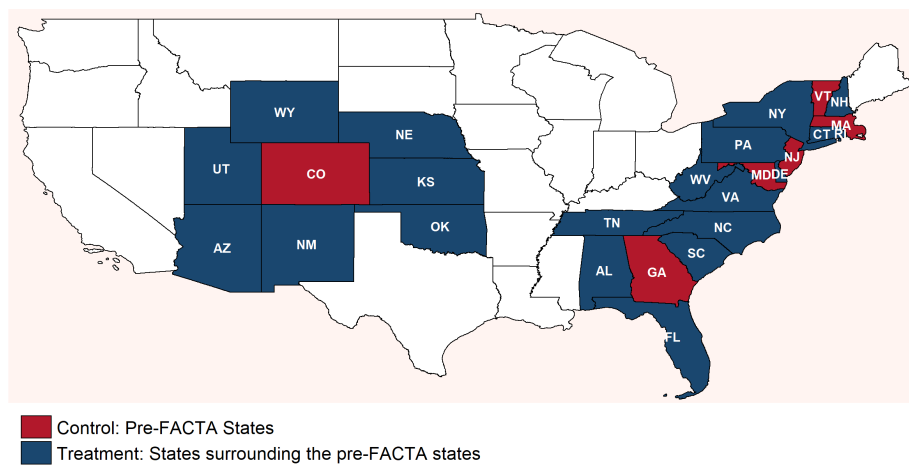 WY
NE
UT
CO
KS
AZ
NM
OK
VT
NH
NY
MA
CT
RI
PA
NJ
MD
DE
WV
VA
TN
NC
SC
AL
GA
FL
Control: Pre-FACTA States
Treatment: States surrounding the pre-FACTA states